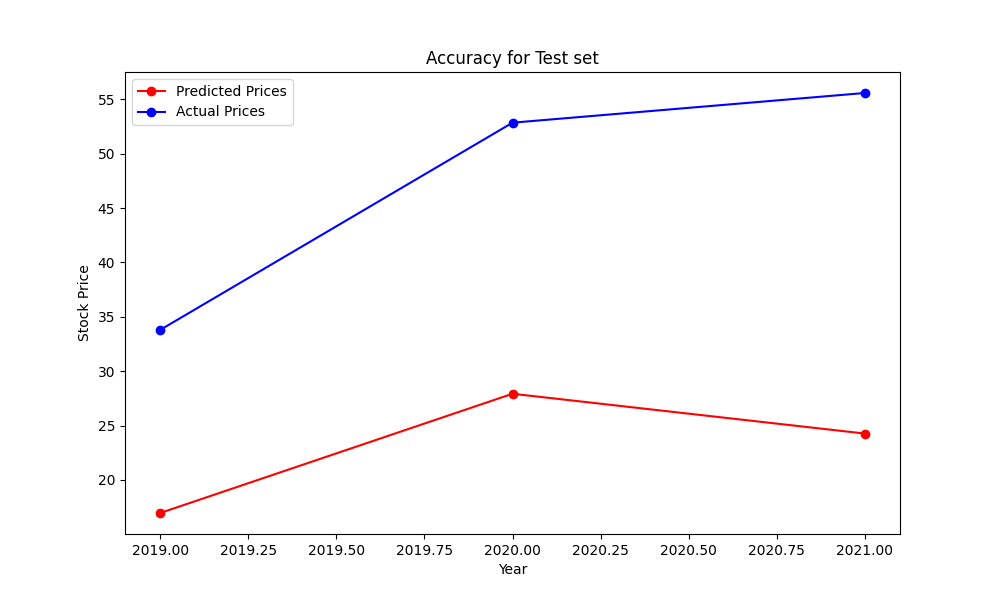 Accuracy for Test set
Predicted Prices
Actual Prices
55
50
45
40
35
30
25
20
Stock Price
2019.00 2019.25 2019.50 2019.75 2020.00 2020.25 2020.50 2020.75 2021.00
Year